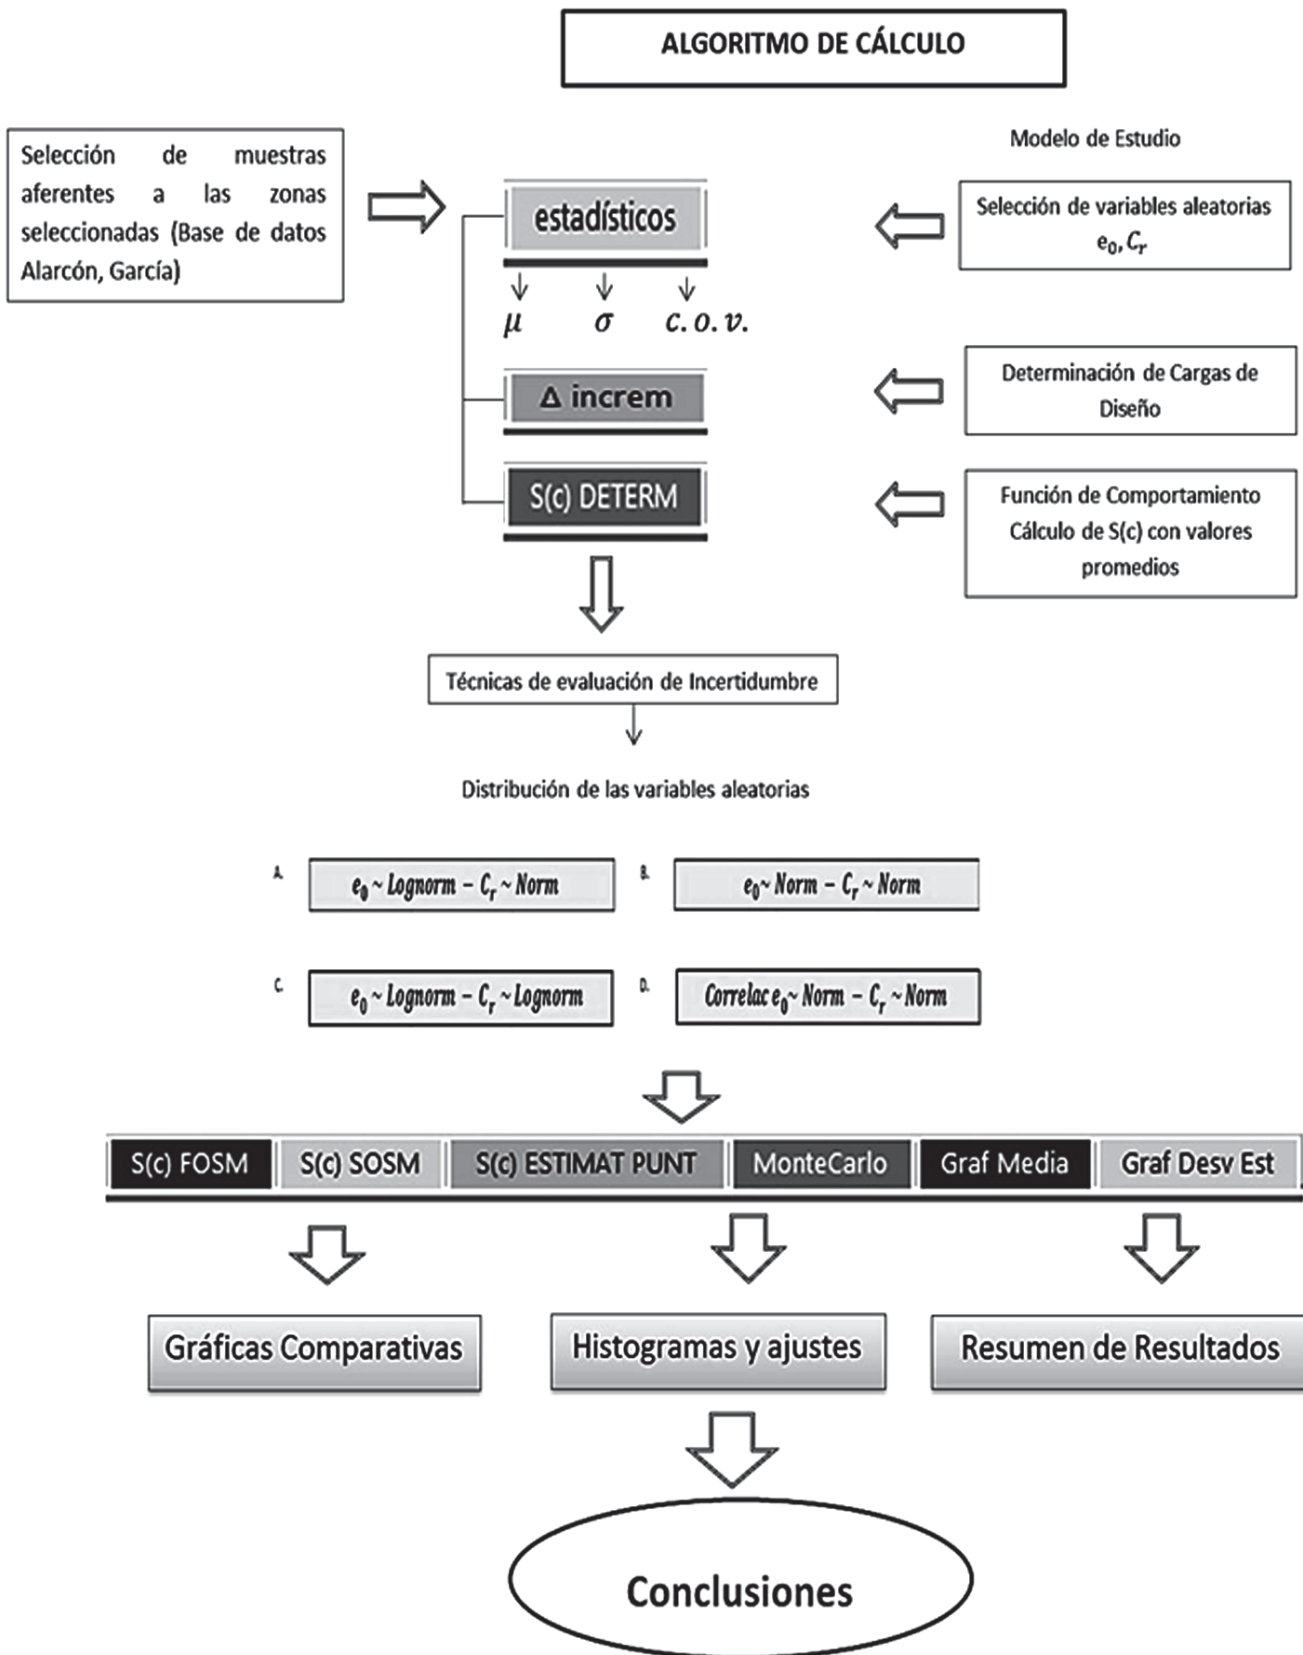 ALGORITMO DE CÁLCULO
Selección de muestras
aferentes a las zonas
seleccionadas (Base de datos
Alarcón, García)
Modelo de Estudio
estadísticos
Selección de variables aleatorias
e₀, Cᵣ
μ σ c. o. v.
Δ increm
Determinación de Cargas de
Diseño
S(c) DETERM
Función de Comportamiento
Cálculo de S(c) con valores
promedios
Técnicas de evaluación de Incertidumbre
Distribución de las variables aleatorias
A. e₀ ~ Lognorm − Cᵣ ~ Norm
B. e₀~ Norm − Cᵣ ~ Norm
C. e₀ ~ Lognorm − Cᵣ ~ Lognorm
D. Correlac e₀~ Norm − Cᵣ ~ Norm
S(c) FOSM S(c) SOSM S(c) ESTIMAT PUNT MonteCarlo Graf Media Graf Desv Est
Gráficas Comparativas
Histogramas y ajustes
Resumen de Resultados
Conclusiones